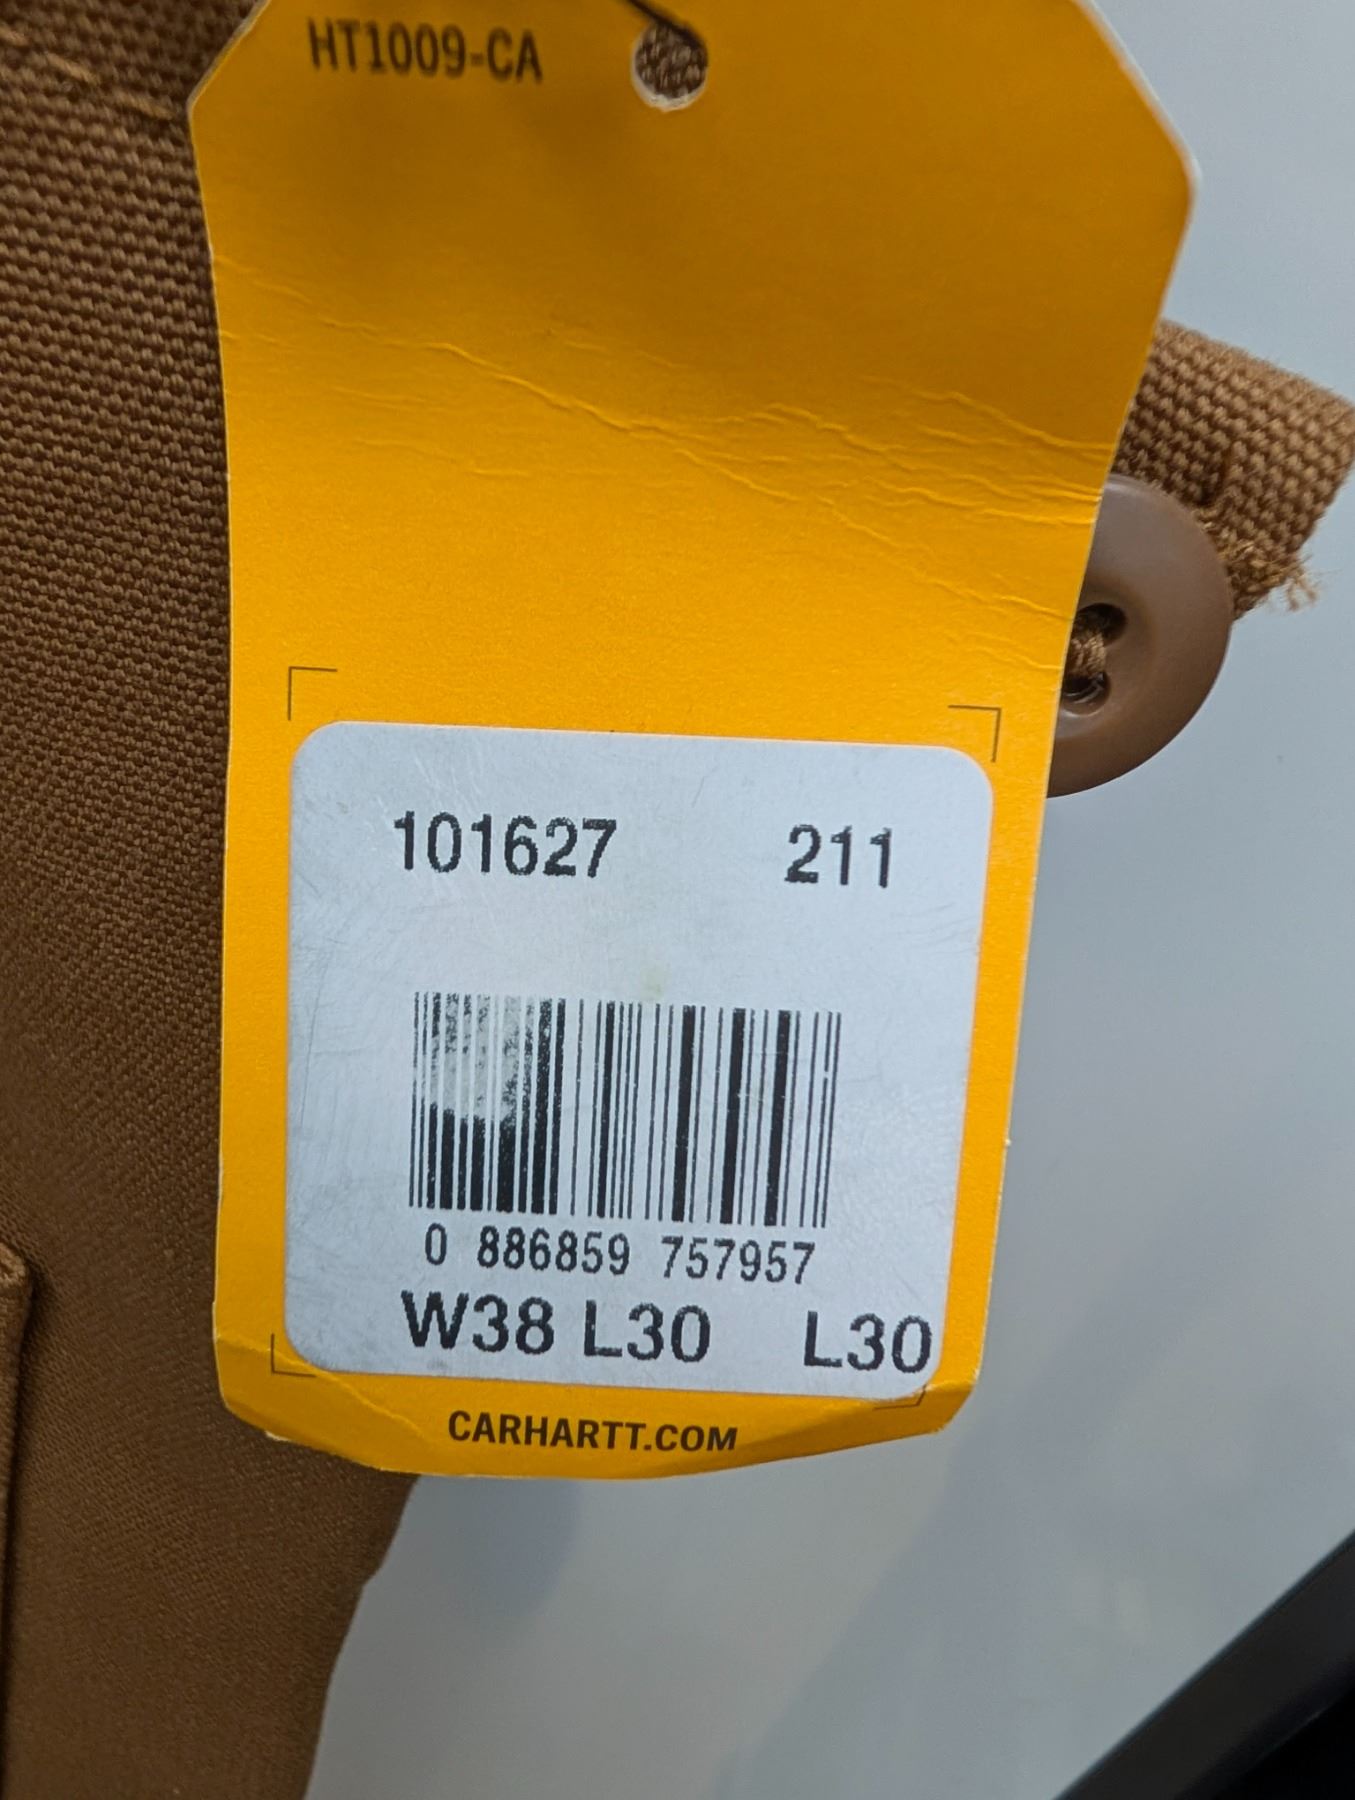 HT1009-CA
101627 211
0 886859 757957
W38 L30 L30
CARHARTT.COM